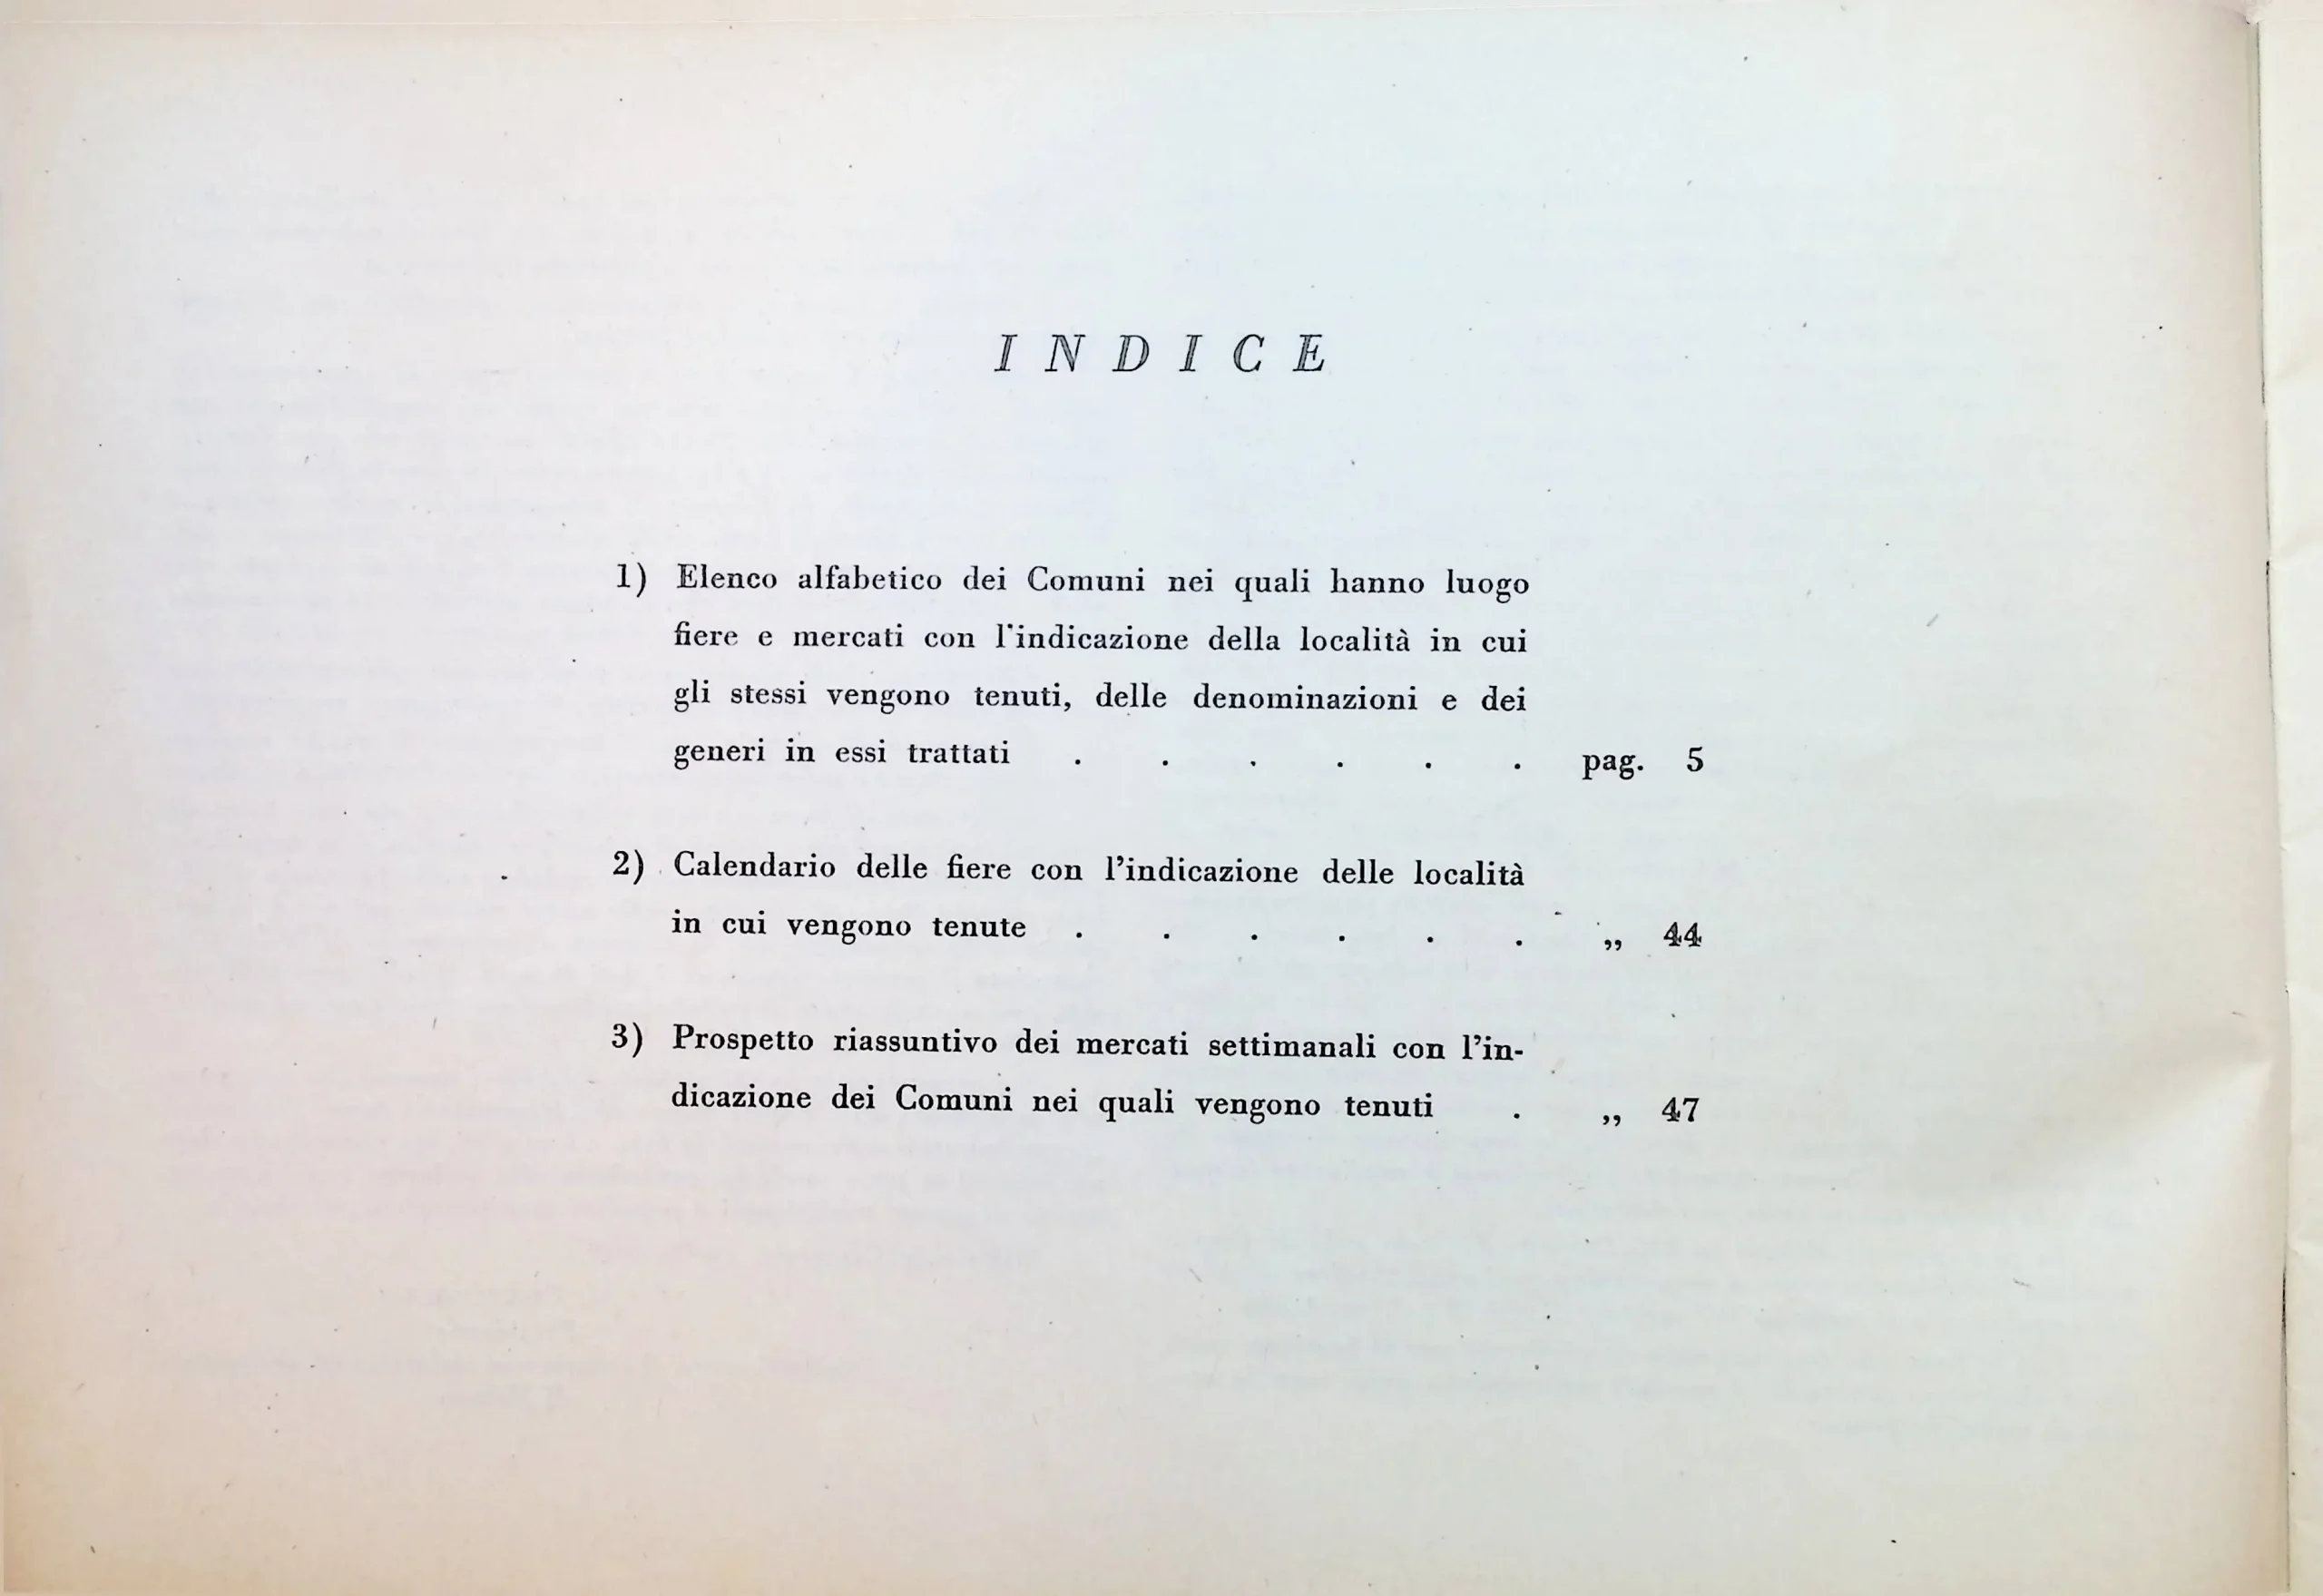 INDICE
1) Elenco alfabetico dei Comuni nei quali hanno luogo
fiere e mercati con l'indicazione della località in cui
gli stessi vengono tenuti, delle denominazioni e dei
generi in essi trattati . . . . . . pag. 5
2) Calendario delle fiere con l'indicazione delle località
in cui vengono tenute . . . . . . „ 44
3) Prospetto riassuntivo dei mercati settimanali con l'in-
dicazione dei Comuni nei quali vengono tenuti . „ 47